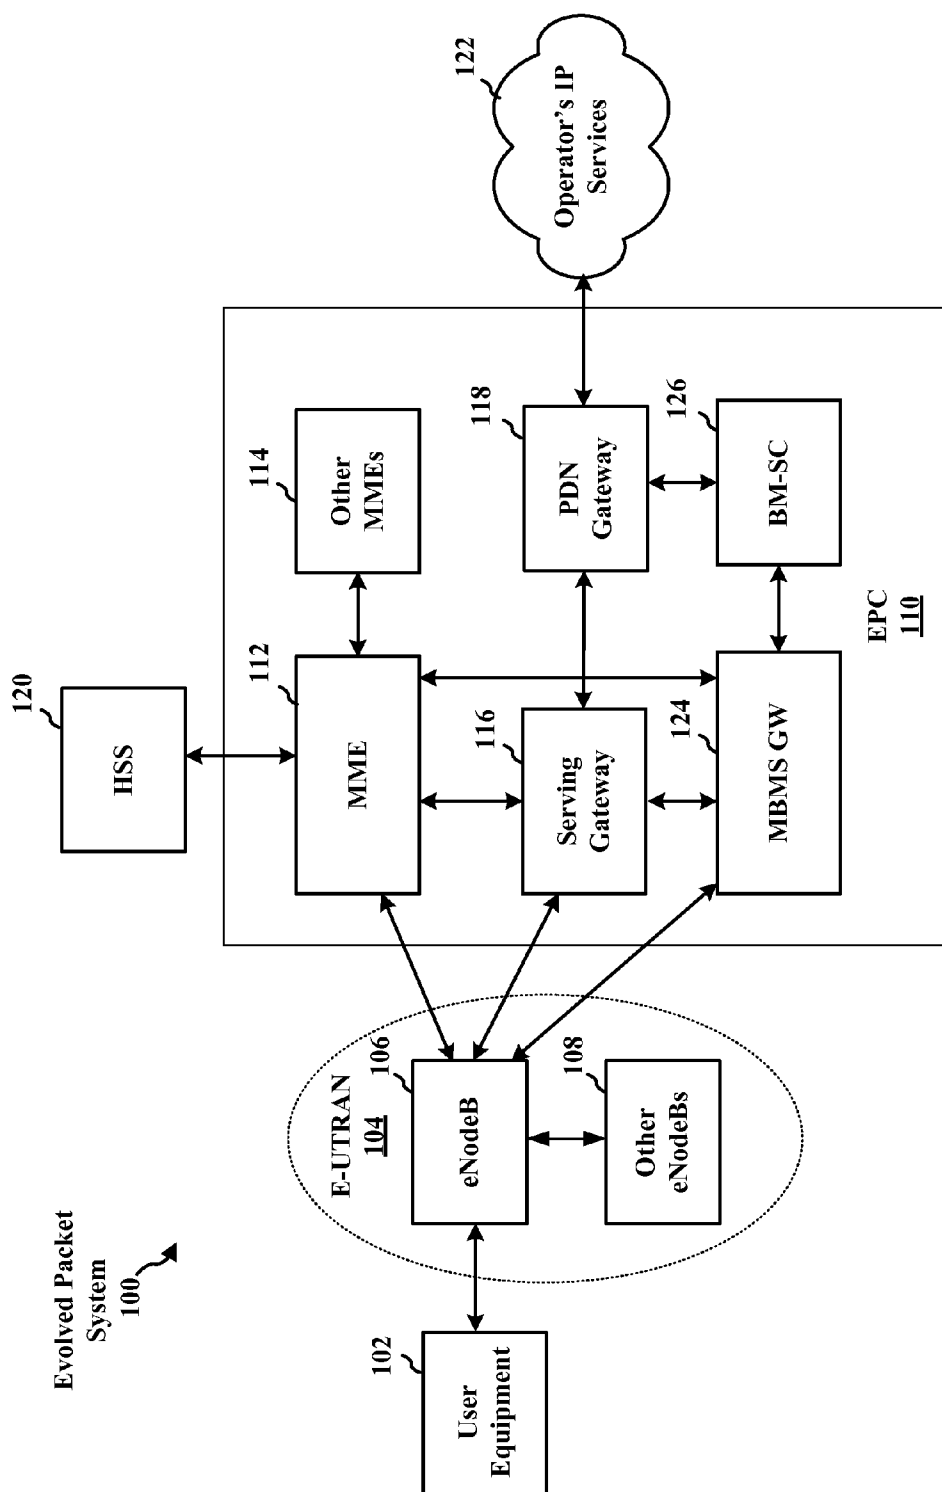 Evolved Packet
System
100
102
User
Equipment
E-UTRAN
104
106
eNodeB
108
Other
eNodeBs
120
HSS
112
MME
114
Other
MMEs
116
Serving
Gateway
118
PDN
Gateway
124
MBMS GW
126
BM-SC
EPC
110
122
Operator's IP
Services